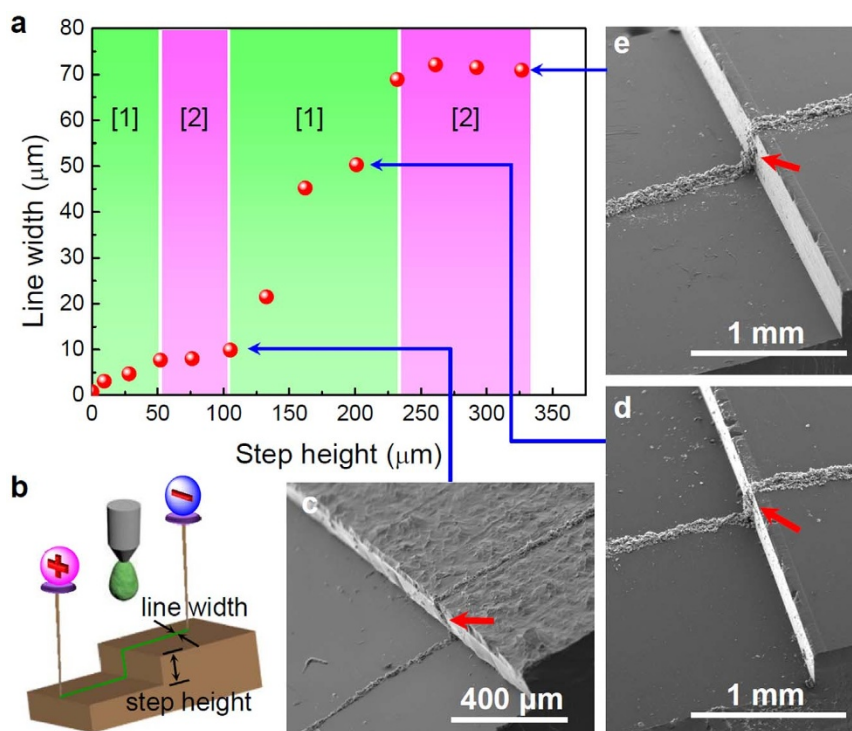 a
80
70
60
50
40
30
20
10
0
Line width (μm)
[1]
[2]
[1]
[2]
0
50
100
150
200
250
300
350
Step height (μm)
e
1 mm
b
line width
step height
c
400 μm
d
1 mm